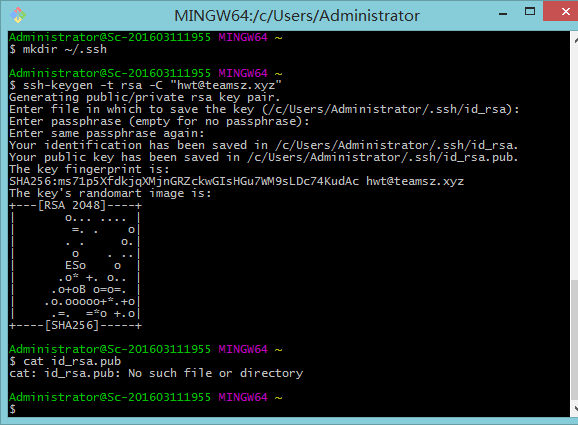 MINGW64:/c/Users/Administrator
Administrator@Sc-201603111955 MINGW64 ~
$ mkdir ~/.ssh
Administrator@Sc-201603111955 MINGW64 ~
$ ssh-keygen -t rsa -C "hwt@teamsz.xyz"
Generating public/private rsa key pair.
Enter file in which to save the key (/c/Users/Administrator/.ssh/id_rsa):
Enter passphrase (empty for no passphrase):
Enter same passphrase again:
Your identification has been saved in /c/Users/Administrator/.ssh/id_rsa.
Your public key has been saved in /c/Users/Administrator/.ssh/id_rsa.pub.
The key fingerprint is:
SHA256:ms71p5XfdkjqXMjnGRZckwGIsHGu7WM9sLDc74KudAc hwt@teamsz.xyz
The key's randomart image is:
+---[RSA 2048]----+
|       o... .... |
|        =. .    o|
|       . .     o.|
|        o    . ..|
|       ESo    o  |
|      .o* +. o.. |
|     .o+oB o=o=. |
|    .o.ooooo+*.+o|
|     .=.  =*o +.o|
+----[SHA256]-----+
Administrator@Sc-201603111955 MINGW64 ~
$ cat id_rsa.pub
cat: id_rsa.pub: No such file or directory
Administrator@Sc-201603111955 MINGW64 ~
$